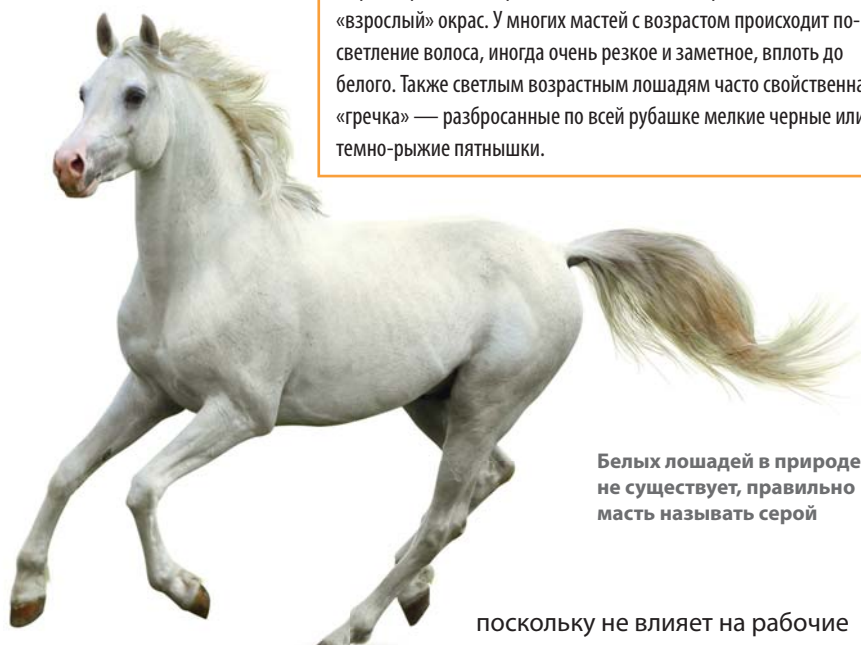 «взрослый» окрас. У многих мастей с возрастом происходит по-
светление волоса, иногда очень резкое и заметное, вплоть до
белого. Также светлым возрастным лошадям часто свойственна
«гречка» — разбросанные по всей рубашке мелкие черные или
темно-рыжие пятнышки.
Белых лошадей в природе
не существует, правильно
масть называть серой
поскольку не влияет на рабочие